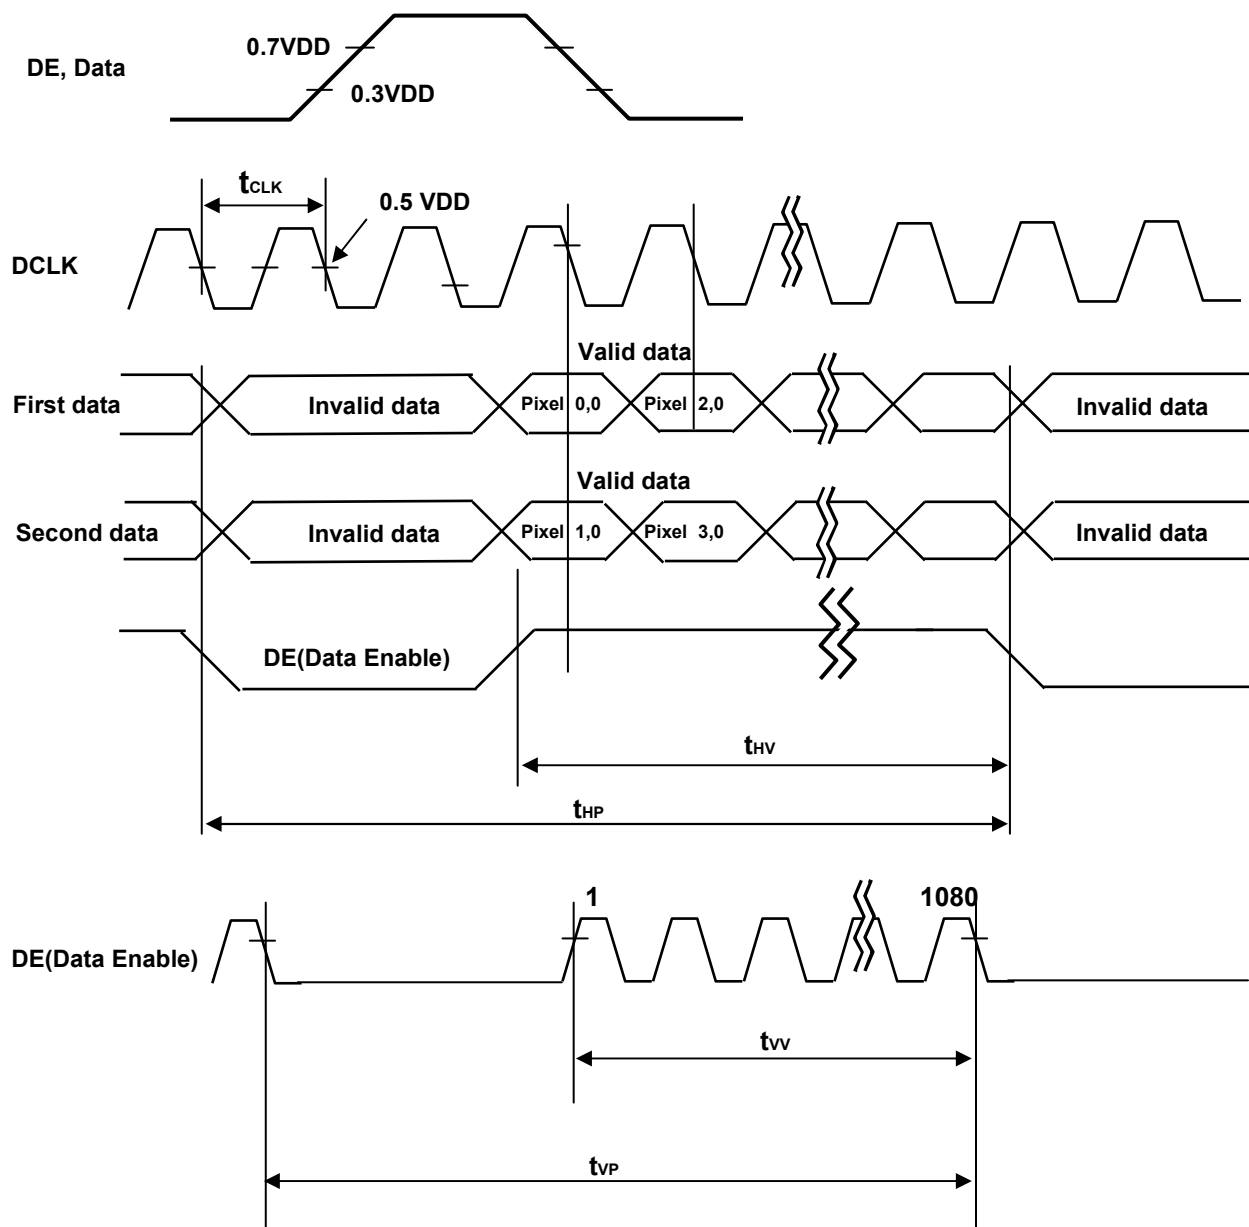 0.7VDD
DE, Data
0.3VDD
tCLK
0.5 VDD
DCLK
Valid data
First data
Invalid data
Pixel 0,0
Pixel 2,0
Invalid data
Valid data
Second data
Invalid data
Pixel 1,0
Pixel 3,0
Invalid data
DE(Data Enable)
tHV
tHP
1
1080
DE(Data Enable)
tVV
tVP